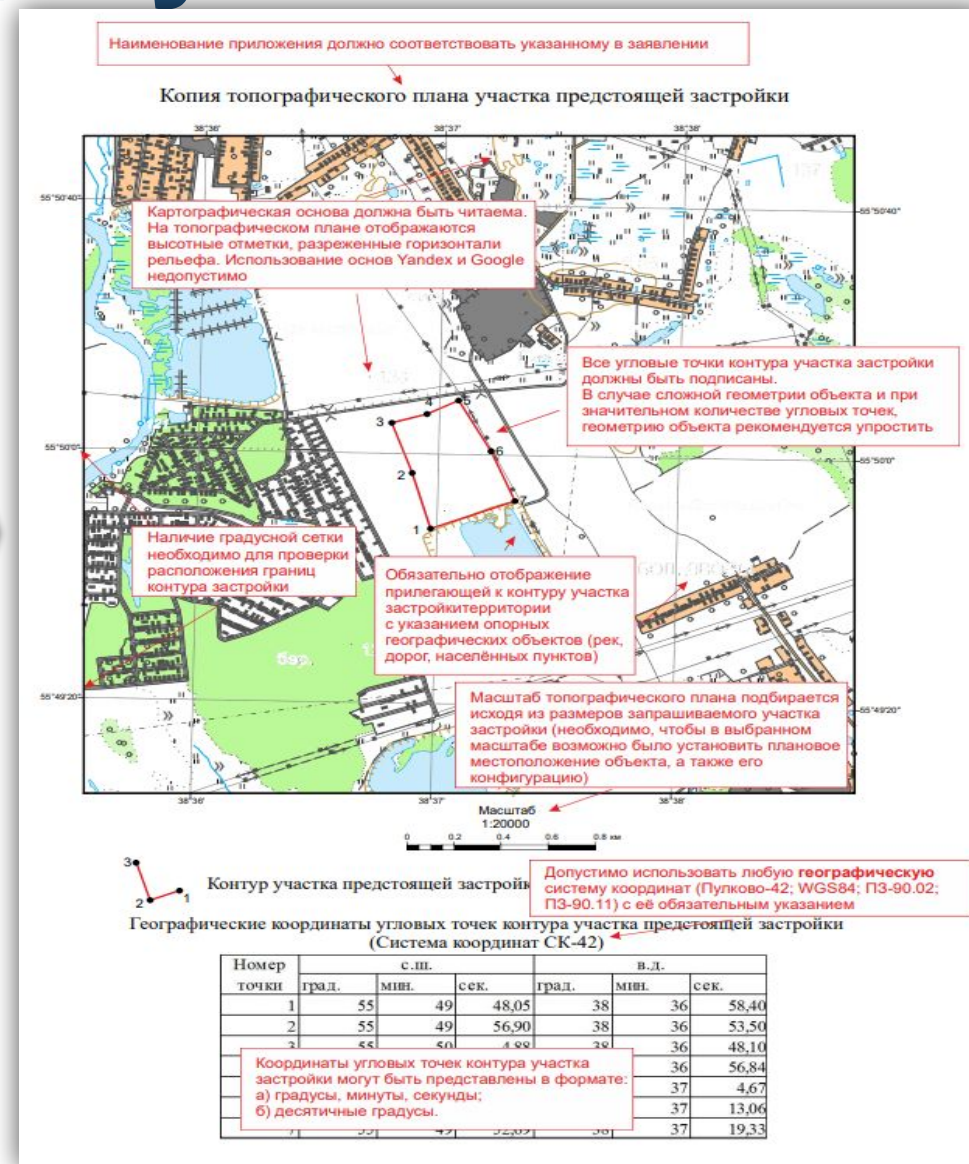 Наименование приложения должно соответствовать указанному в заявлении
Копия топографического плана участка предстоящей застройки
38°36'
38°37'
38°38'
55°50'40"
55°50'40"
Картографическая основа должна быть читаема.
На топографическом плане отображаются
высотные отметки, разреженные горизонтали
рельефа. Использование основ Yandex и Google
недопустимо
Все угловые точки контура участка застройки
должны быть подписаны.
В случае сложной геометрии объекта и при
значительном количестве угловых точек,
геометрию объекта рекомендуется упростить
3
4
5
6
2
7
1
55°50'0"
55°50'0"
Наличие градусной сетки
необходимо для проверки
расположения границ
контура застройки
Обязательно отображение
прилегающей к контуру участка
застройкитерритории
с указанием опорных
географических объектов (рек,
дорог, населённых пунктов)
55°49'20"
55°49'20"
Масштаб топографического плана подбирается
исходя из размеров запрашиваемого участка
застройки (необходимо, чтобы в выбранном
масштабе возможно было установить плановое
местоположение объекта, а также его
конфигурацию)
38°36'
38°37'
38°38'
Масштаб
1:20000
0 0.2 0.4 0.6 0.8 км
3
2
1
Контур участка предстоящей застройк
Допустимо использовать любую географическую
систему координат (Пулково-42; WGS84; ПЗ-90.02;
ПЗ-90.11) с её обязательным указанием
Географические координаты угловых точек контура участка предстоящей застройки
(Система координат СК-42)
Номер точки с.ш. в.д.
град. мин. сек. град. мин. сек.
1 55 49 48,05 38 36 58,40
2 55 49 56,90 38 36 53,50
3 55 50 4,88 38 36 48,10
36 56,84
37 4,67
37 13,06
37 19,33
Координаты угловых точек контура участка
застройки могут быть представлены в формате:
а) градусы, минуты, секунды;
б) десятичные градусы.